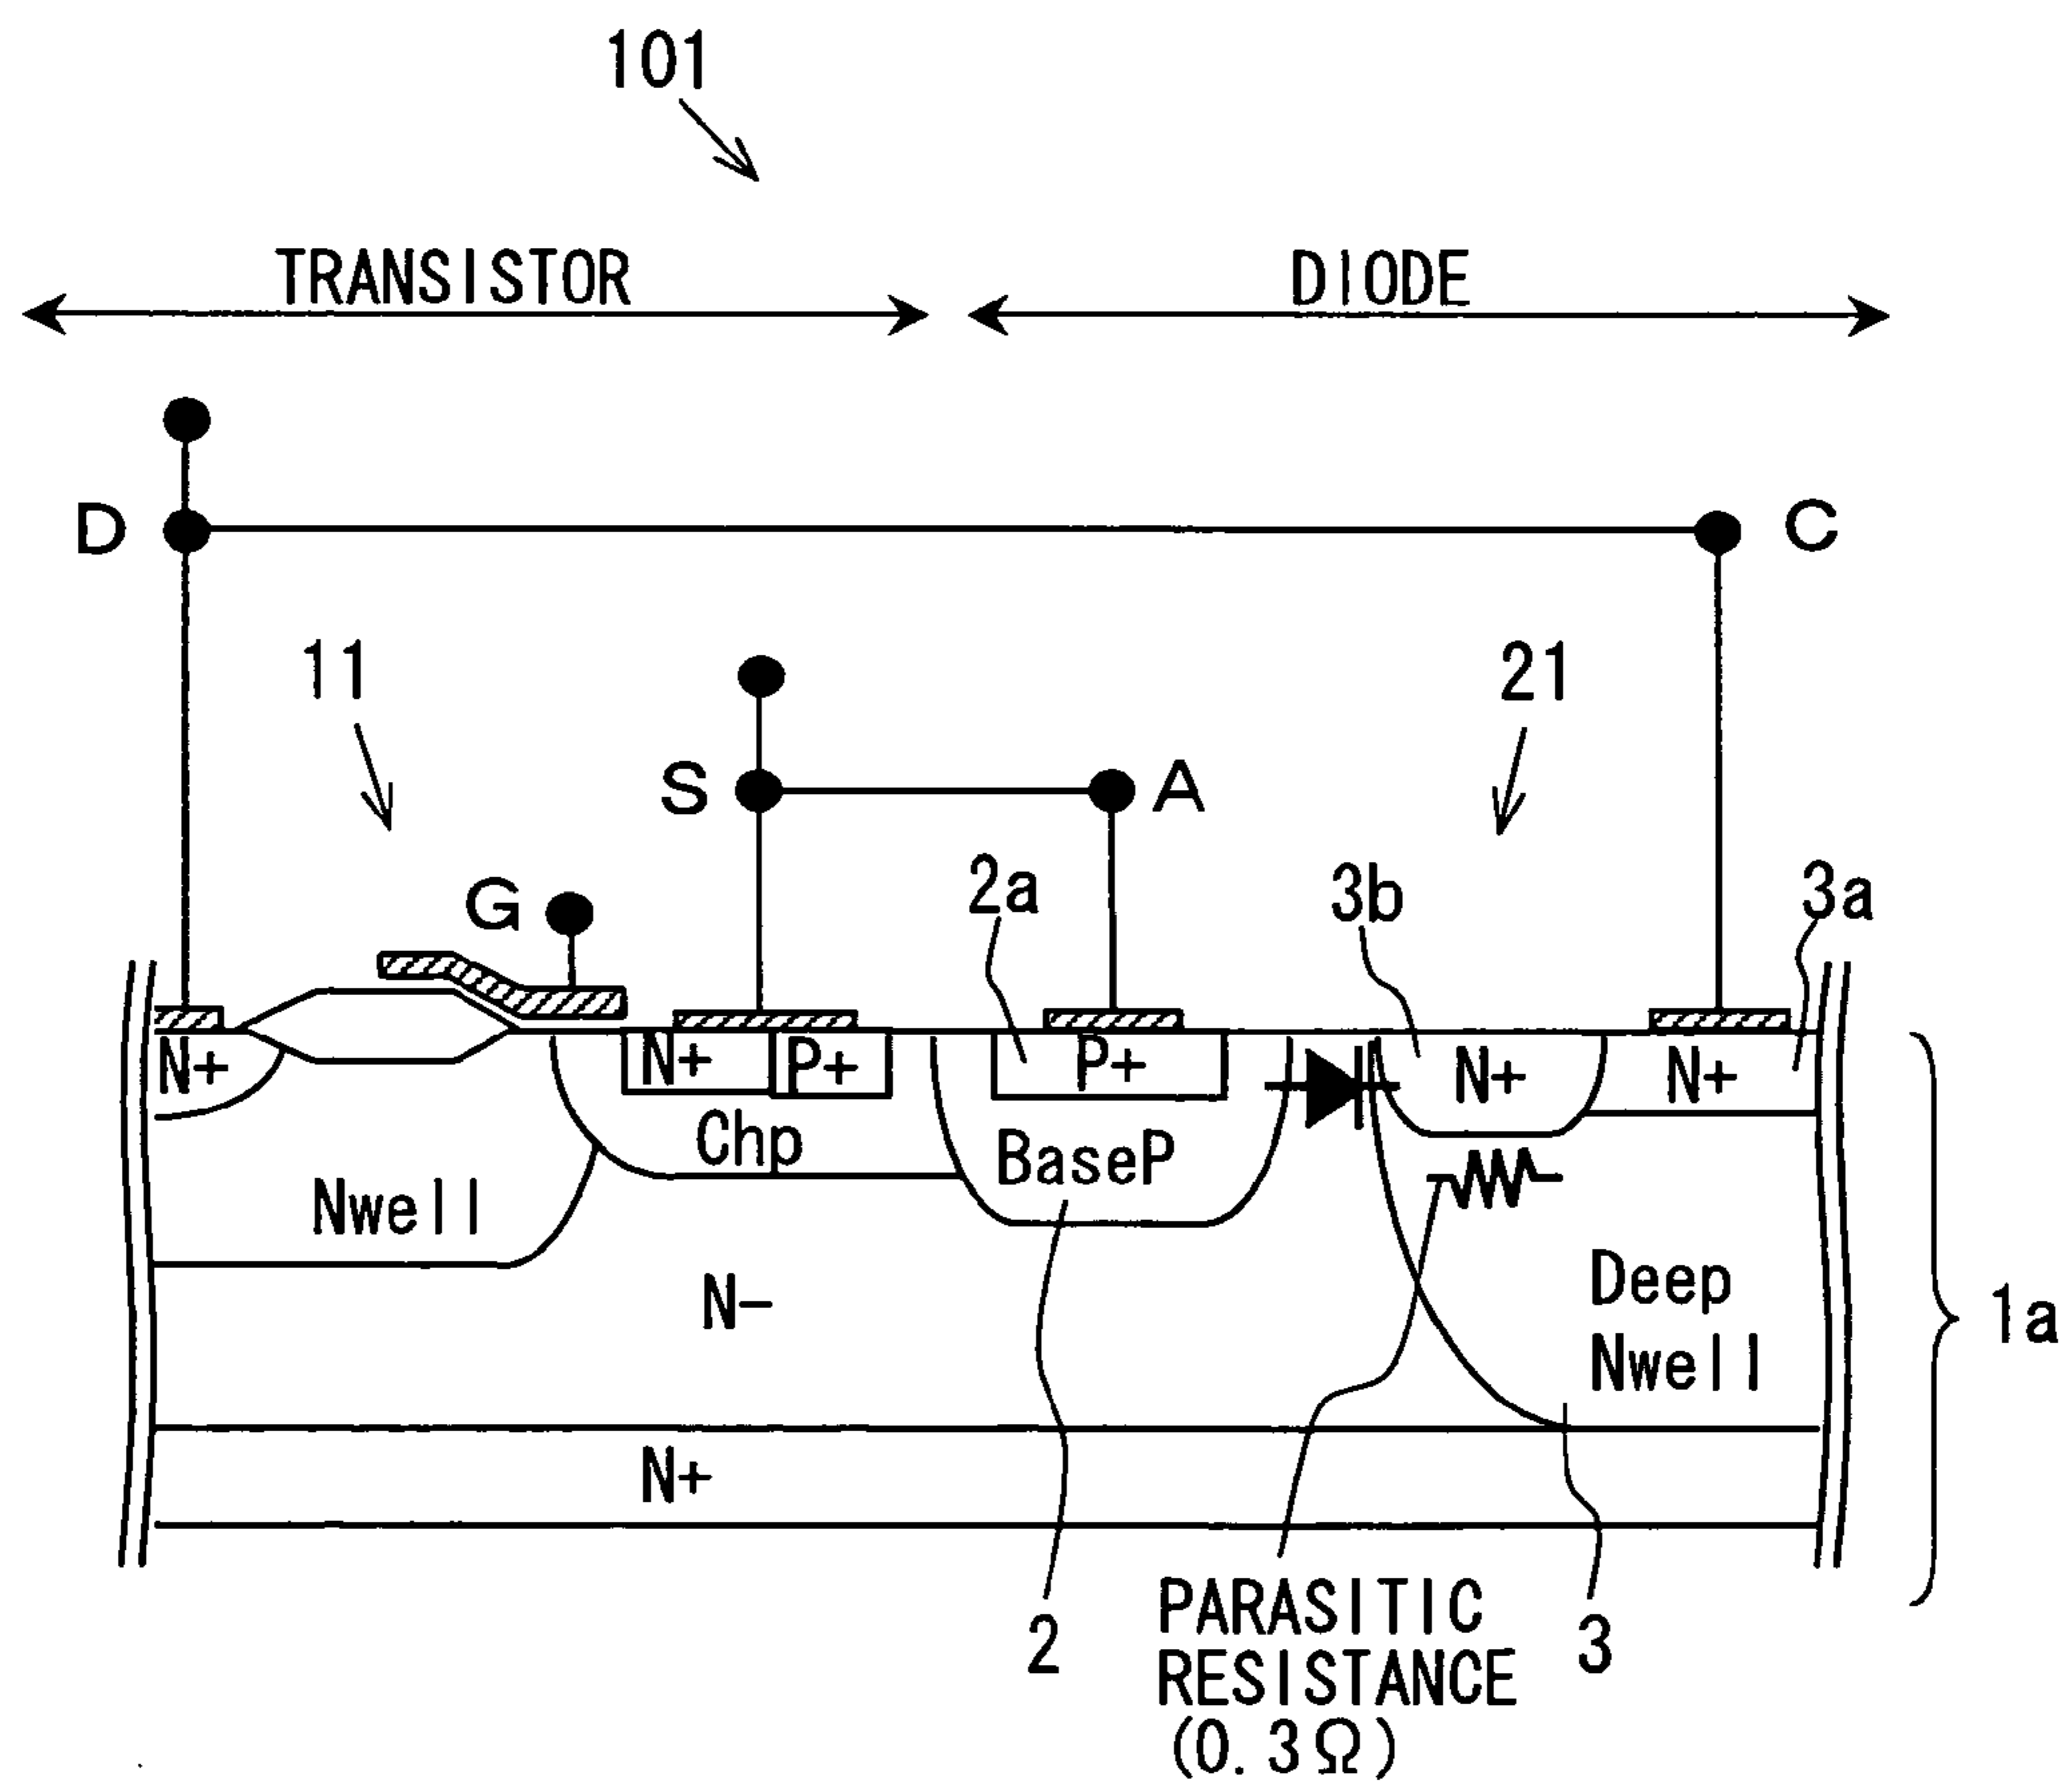 101
TRANSISTOR DIODE
D C
11 21
S A
G 2a 3b 3a
N+ N+ P+ P+ N+ N+
Chp BaseP
Nwell
N- Deep
Nwell
1a
N+
2 PARASITIC
RESISTANCE
(0.3Ω) 3